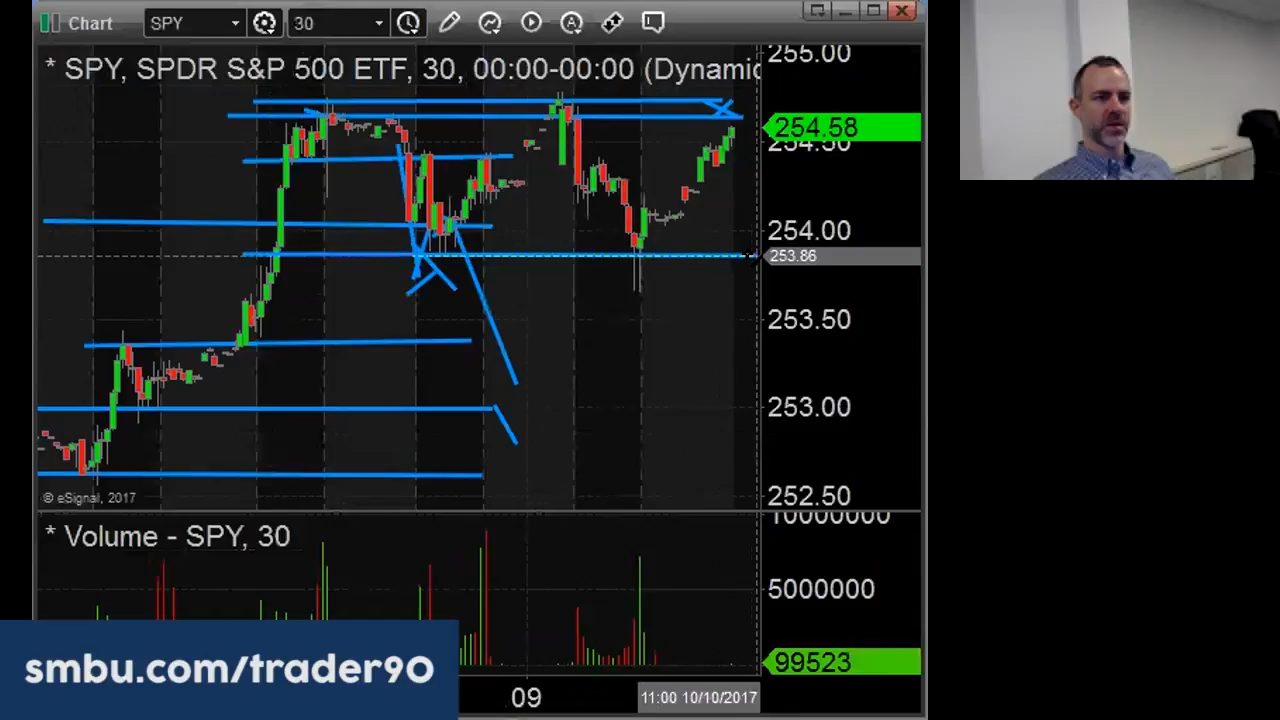 Chart SPY 30
* SPY, SPDR S&P 500 ETF, 30, 00:00-00:00 (Dynamic
255.00
254.58
254.50
254.00
253.86
253.50
253.00
252.50
© eSignal, 2017
* Volume - SPY, 30
10000000
5000000
99523
smbu.com/trader90
09
11:00 10/10/2017